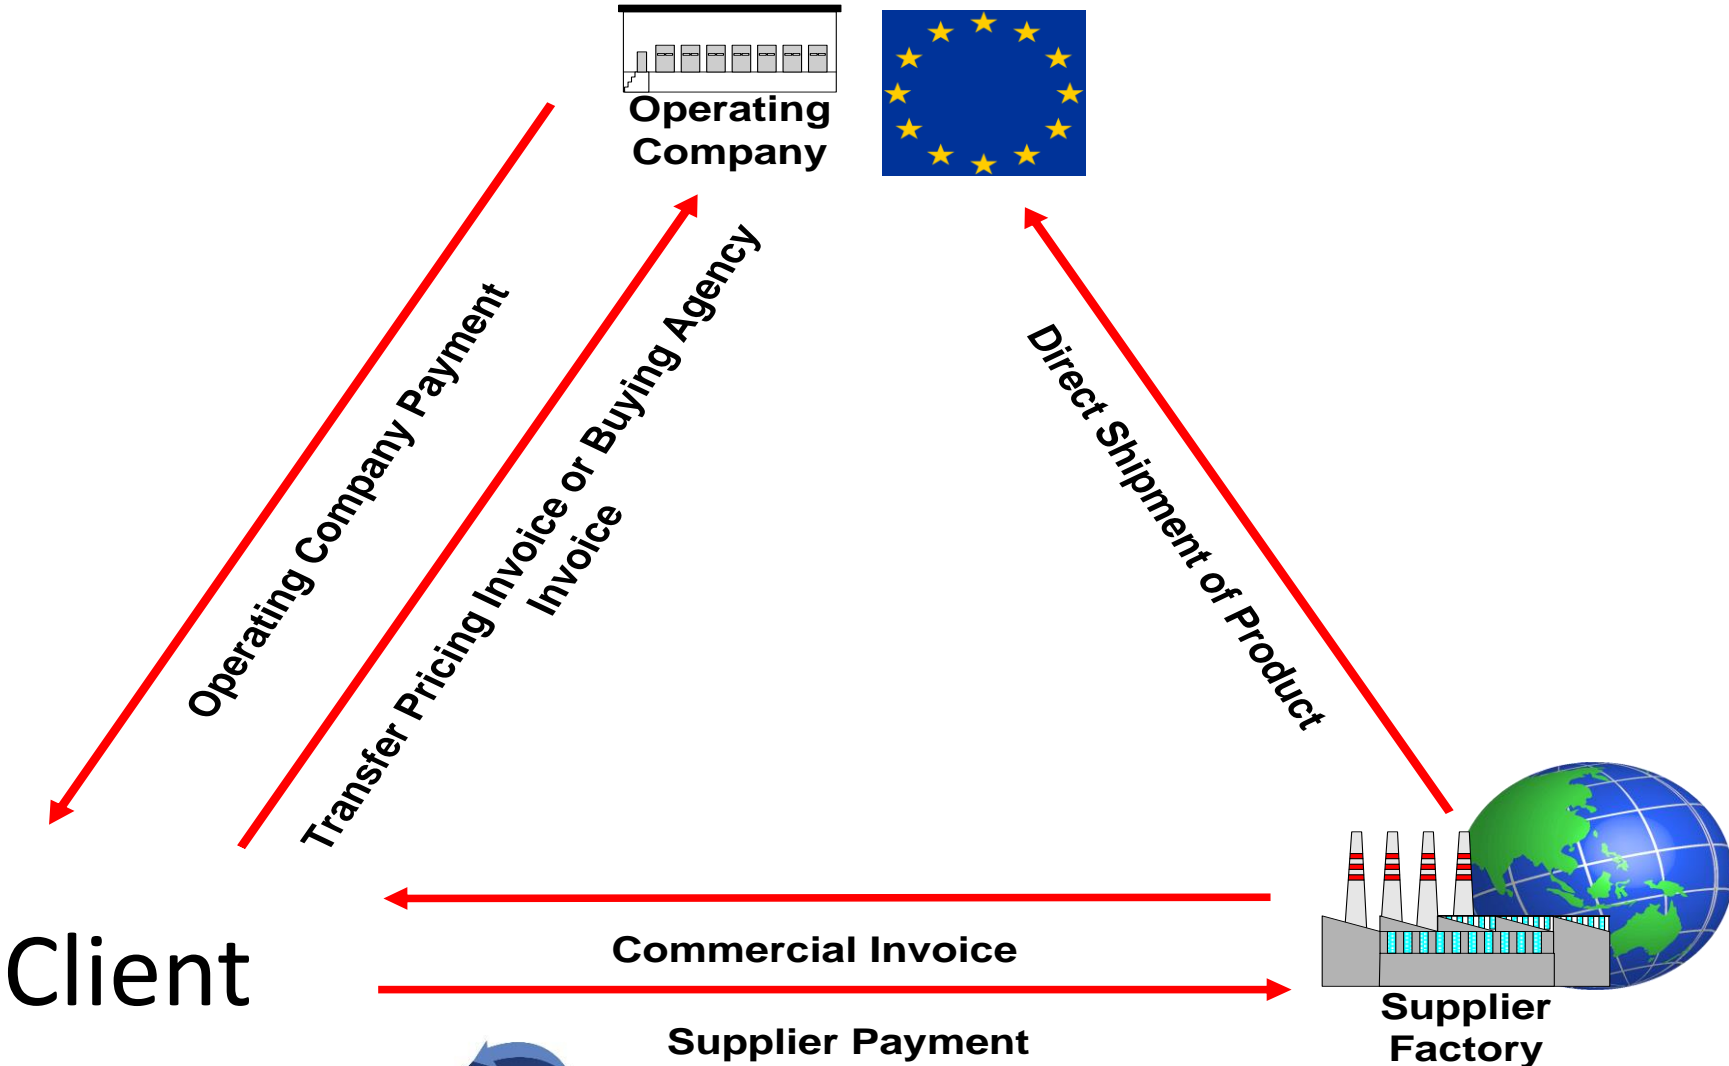 Operating
Company
Operating Company Payment
Transfer Pricing Invoice or Buying Agency
Invoice
Direct Shipment of Product
Client
Commercial Invoice
Supplier Payment
Supplier
Factory